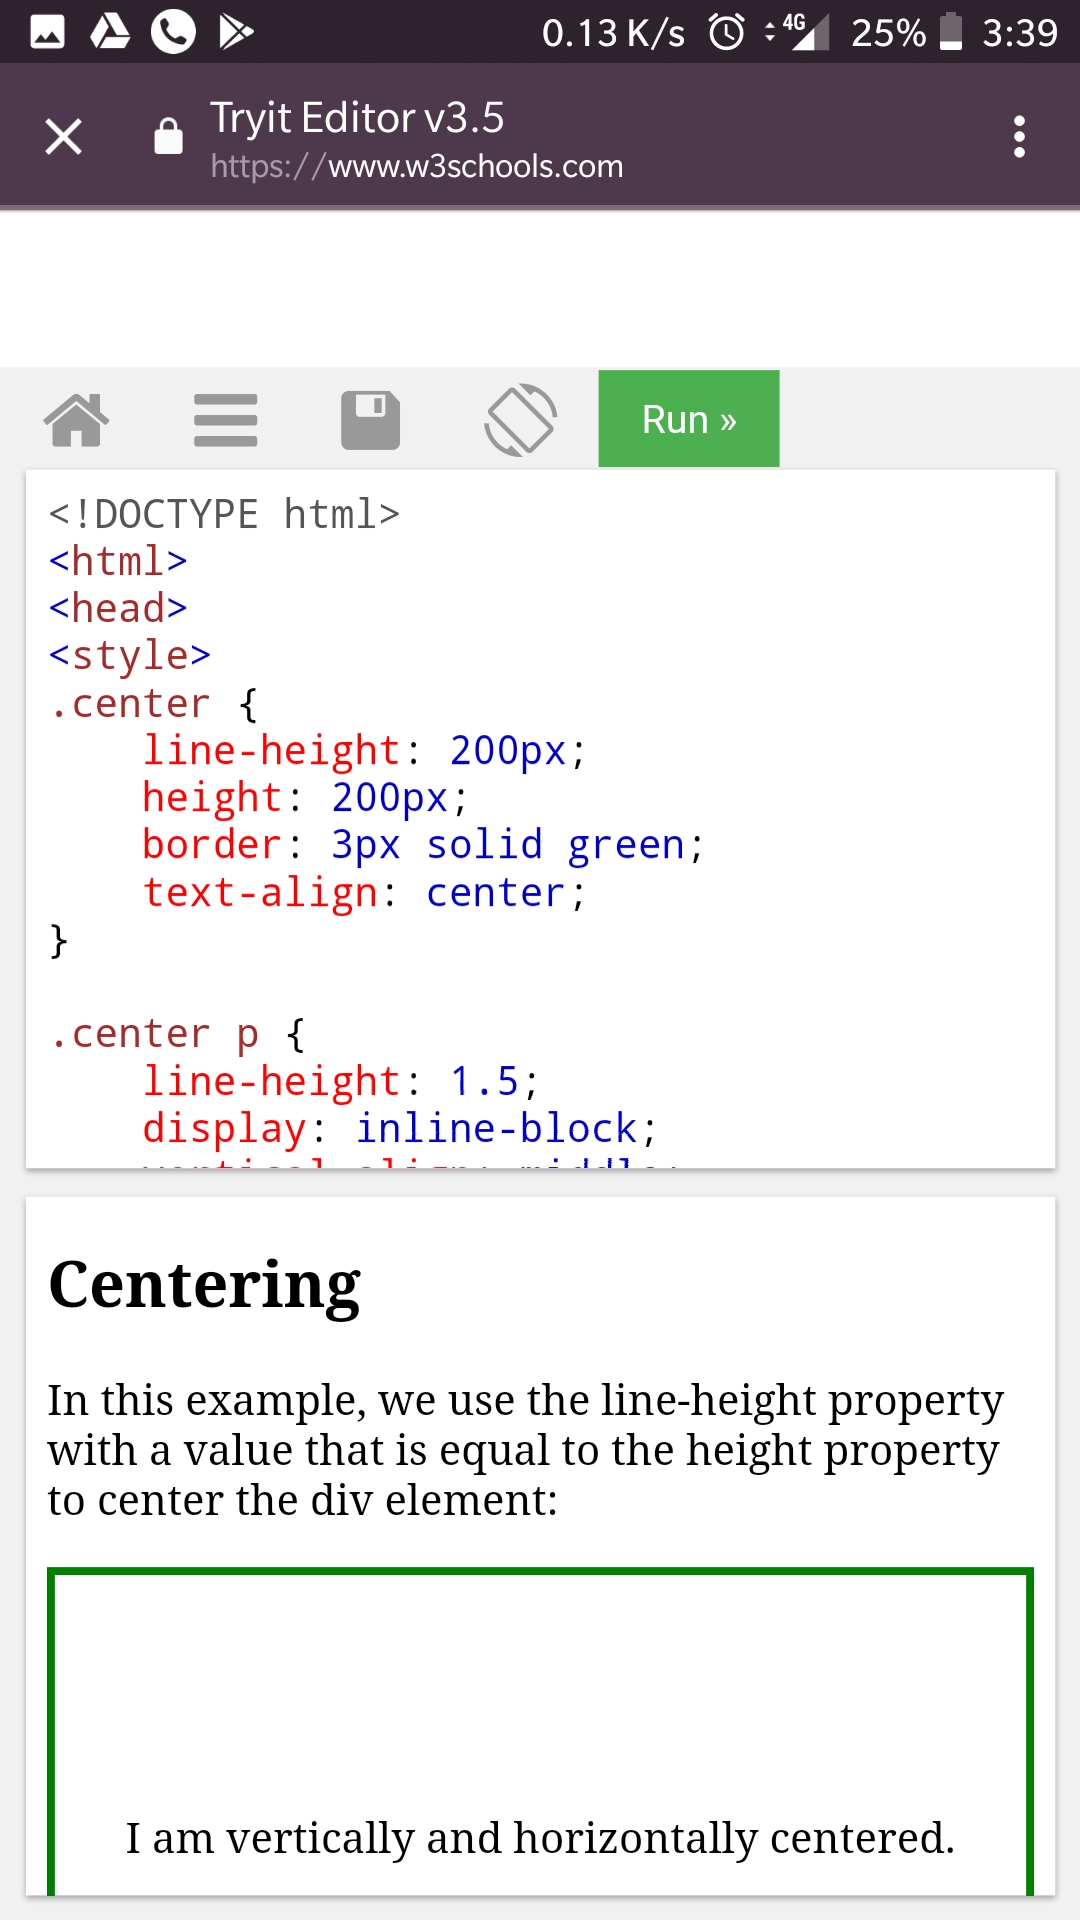 0.13 K/s 4G 25% 3:39
Tryit Editor v3.5
https://www.w3schools.com
Run »
<!DOCTYPE html>
<html>
<head>
<style>
.center {
    line-height: 200px;
    height: 200px;
    border: 3px solid green;
    text-align: center;
}
.center p {
    line-height: 1.5;
    display: inline-block;
    vertical-align: middle;
Centering
In this example, we use the line-height property
with a value that is equal to the height property
to center the div element:
I am vertically and horizontally centered.